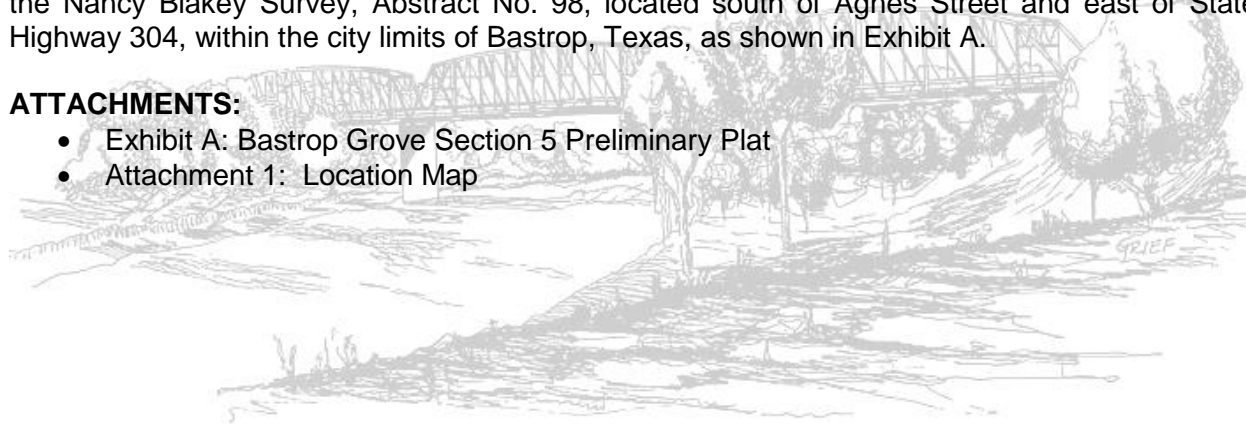 the Nancy Blakey Survey, Abstract No. 98, located south of Agnes Street and east of State
Highway 304, within the city limits of Bastrop, Texas, as shown in Exhibit A.
ATTACHMENTS:
• Exhibit A: Bastrop Grove Section 5 Preliminary Plat
• Attachment 1: Location Map
GRIEF